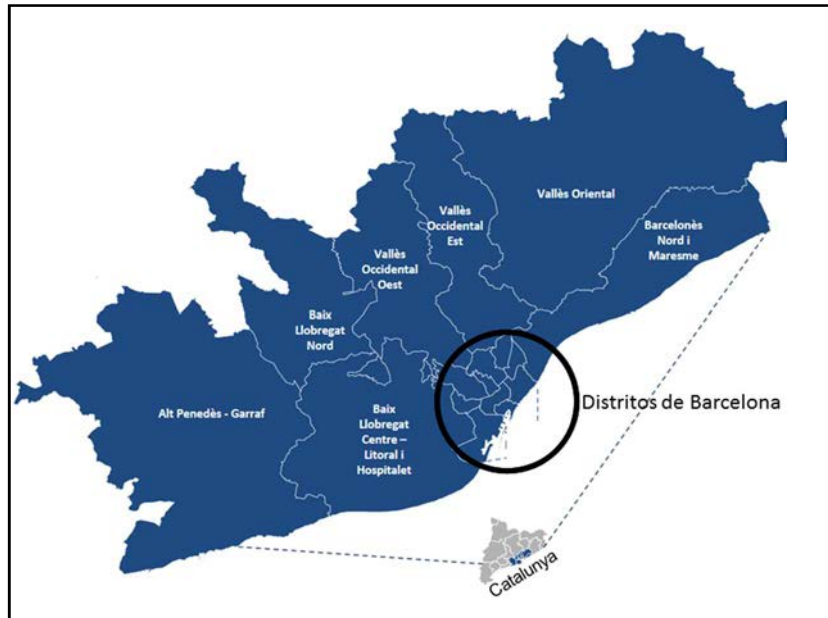 Vallès Oriental
Vallès
Occidental
Est
Barcelonès
Nord i
Maresme
Vallès
Occidental
Oest
Baix
Llobregat
Nord
Alt Penedès - Garraf
Baix
Llobregat
Centre –
Litoral i
Hospitalet
Distritos de Barcelona
Catalunya